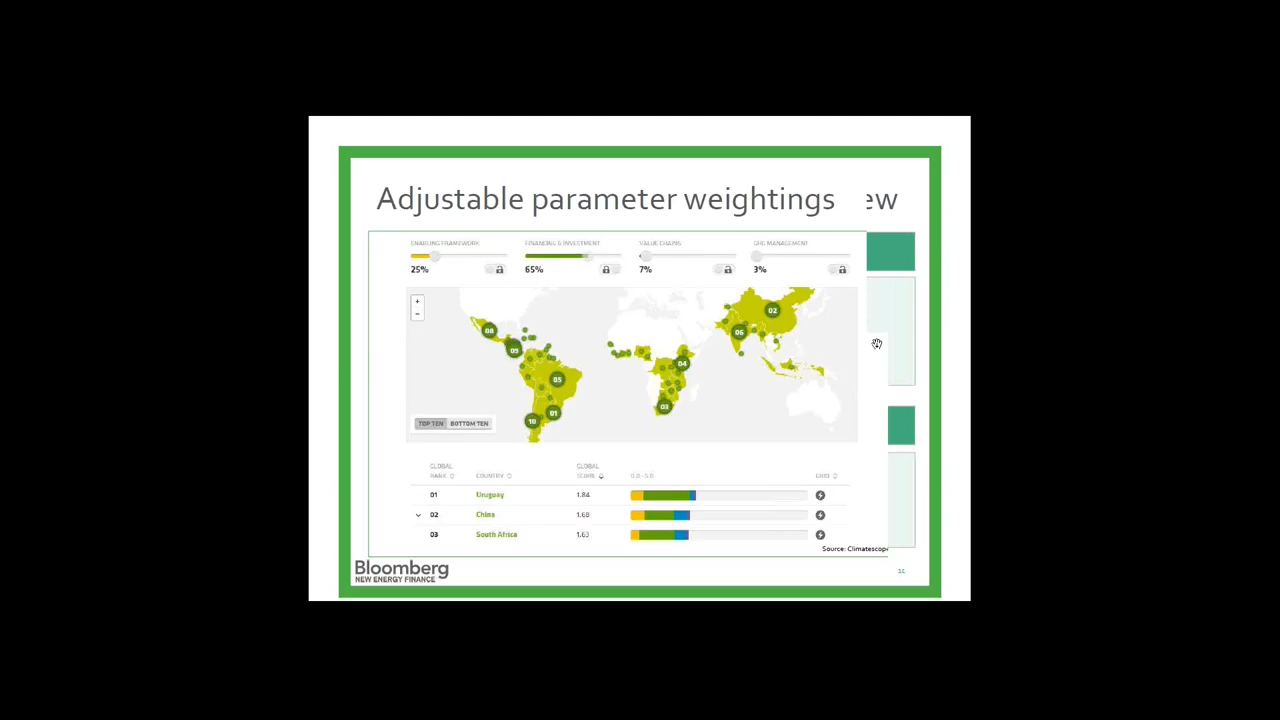 Adjustable parameter weightings ew
ENABLING FRAMEWORK FINANCING & INVESTMENT VALUE CHAINS GHG MANAGEMENT
25% 65% 7% 3%
+
−
08
09
02
06
05
04
03
01
10
TOP TEN BOTTOM TEN
GLOBAL RANK COUNTRY GLOBAL SCORE 0.0 - 5.0 GRID
01 Uruguay 1.84
02 China 1.68
03 South Africa 1.63
Source: Climatescope
Bloomberg
NEW ENERGY FINANCE